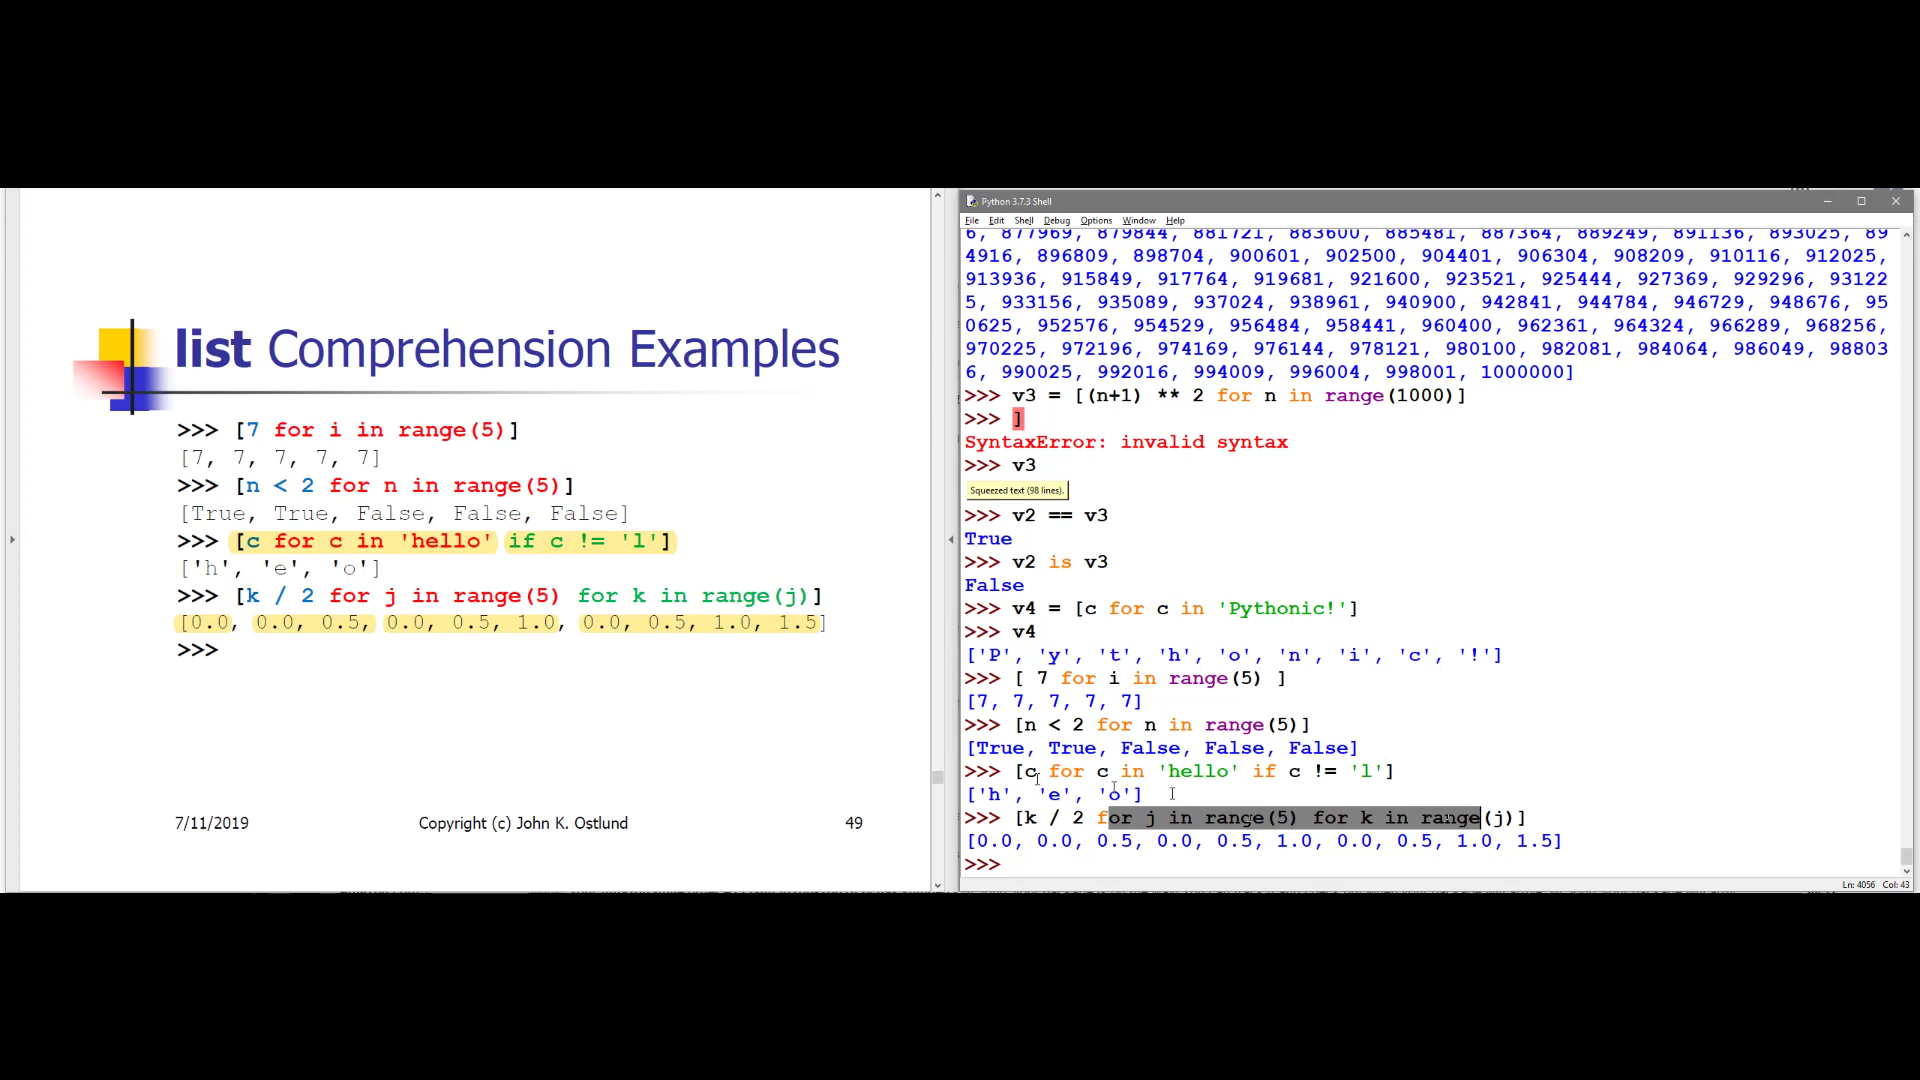 list Comprehension Examples
>>> [7 for i in range(5)]
[7, 7, 7, 7, 7]
>>> [n < 2 for n in range(5)]
[True, True, False, False, False]
>>> [c for c in 'hello' if c != 'l']
['h', 'e', 'o']
>>> [k / 2 for j in range(5) for k in range(j)]
[0.0, 0.0, 0.5, 0.0, 0.5, 1.0, 0.0, 0.5, 1.0, 1.5]
>>>
7/11/2019 Copyright (c) John K. Ostlund 49
Python 3.7.3 Shell
File Edit Shell Debug Options Window Help
6, 877969, 879844, 881721, 883600, 885481, 887364, 889249, 891136, 893025, 89
4916, 896809, 898704, 900601, 902500, 904401, 906304, 908209, 910116, 912025,
913936, 915849, 917764, 919681, 921600, 923521, 925444, 927369, 929296, 93122
5, 933156, 935089, 937024, 938961, 940900, 942841, 944784, 946729, 948676, 95
0625, 952576, 954529, 956484, 958441, 960400, 962361, 964324, 966289, 968256,
970225, 972196, 974169, 976144, 978121, 980100, 982081, 984064, 986049, 98803
6, 990025, 992016, 994009, 996004, 998001, 1000000]
>>> v3 = [(n+1) ** 2 for n in range(1000)]
>>> ]
SyntaxError: invalid syntax
>>> v3
Squeezed text (98 lines).
>>> v2 == v3
True
>>> v2 is v3
False
>>> v4 = [c for c in 'Pythonic!']
>>> v4
['P', 'y', 't', 'h', 'o', 'n', 'i', 'c', '!']
>>> [ 7 for i in range(5) ]
[7, 7, 7, 7, 7]
>>> [n < 2 for n in range(5)]
[True, True, False, False, False]
>>> [c for c in 'hello' if c != 'l']
['h', 'e', 'o']
>>> [k / 2 for j in range(5) for k in range(j)]
[0.0, 0.0, 0.5, 0.0, 0.5, 1.0, 0.0, 0.5, 1.0, 1.5]
>>>
Ln: 4056 Col: 43